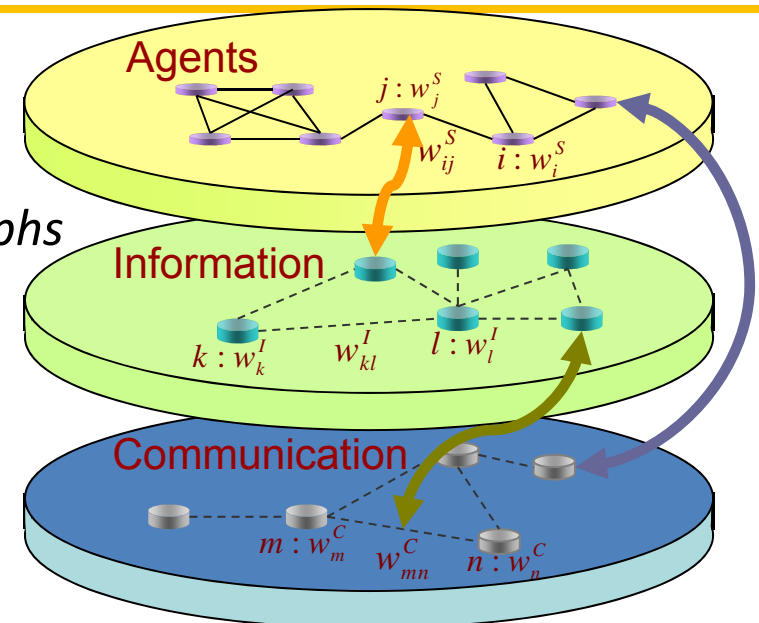 Agents
j : w_j^S
w_ij^S
i : w_i^S
phs
Information
k : w_k^I
w_kl^I
l : w_l^I
Communication
m : w_m^C
w_mn^C
n : w_n^C